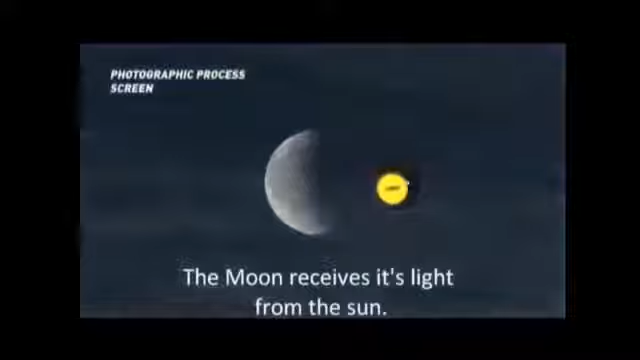 PHOTOGRAPHIC PROCESS
SCREEN
The Moon receives it's light
from the sun.